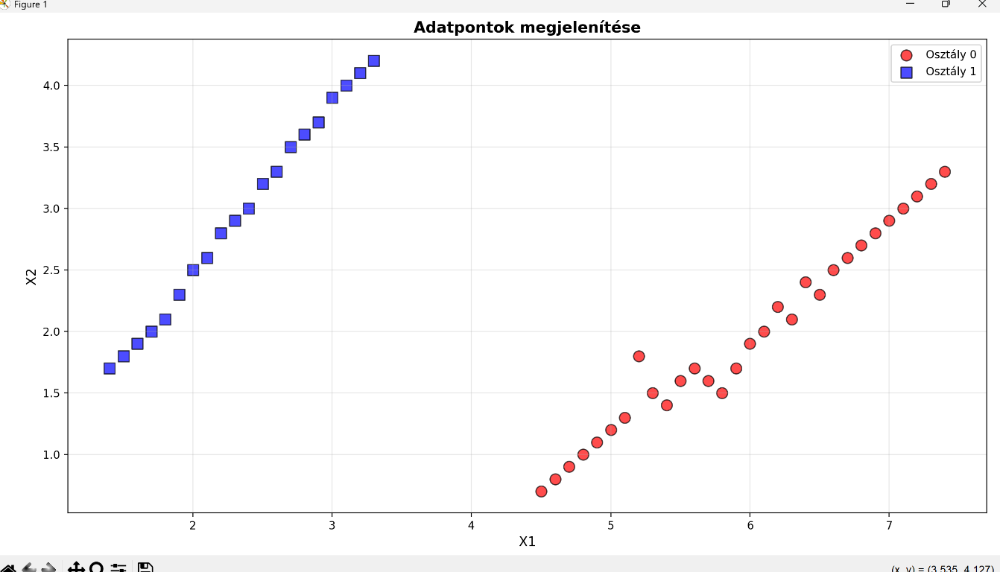 Figure 1
Adatpontok megjelenítése
Osztály 0
Osztály 1
4.0
3.5
3.0
2.5
2.0
1.5
1.0
X2
2 3 4 5 6 7
X1
(x, y) = (3.535, 4.127)